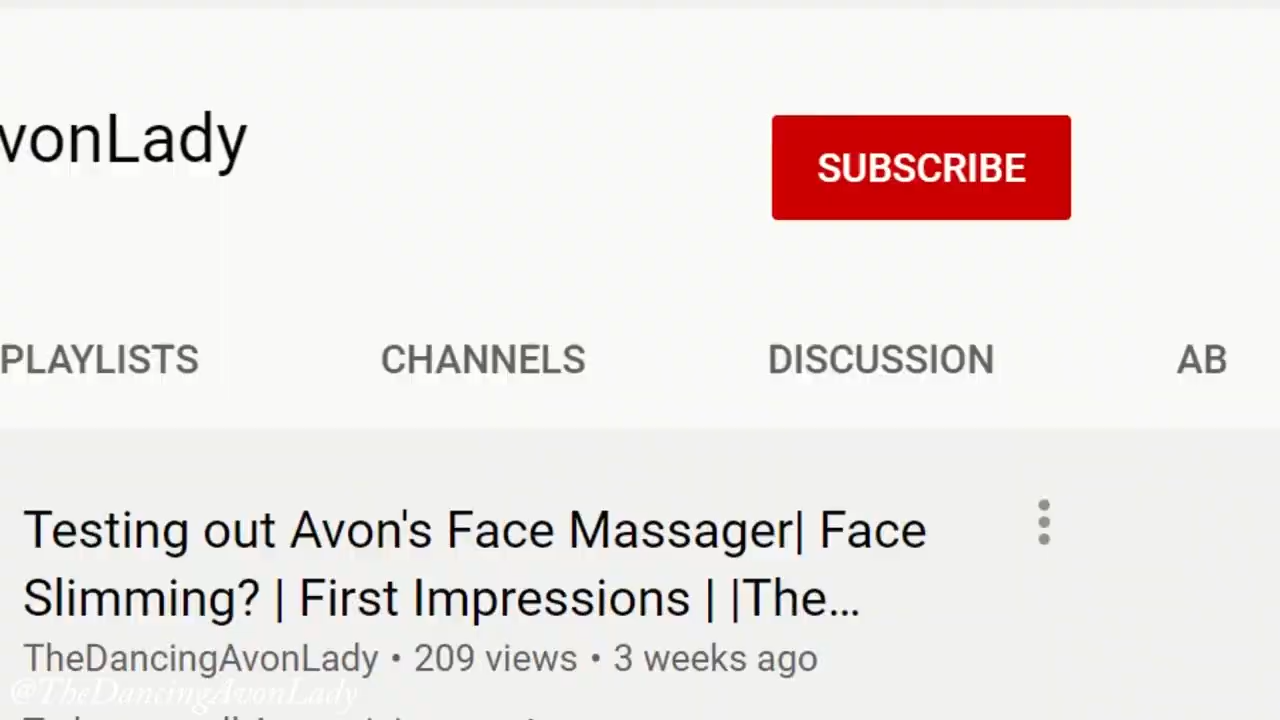 vonLady
SUBSCRIBE
PLAYLISTS CHANNELS DISCUSSION AB
Testing out Avon's Face Massager| Face
Slimming? | First Impressions | |The...
TheDancingAvonLady • 209 views • 3 weeks ago
@TheDancingAvonLady